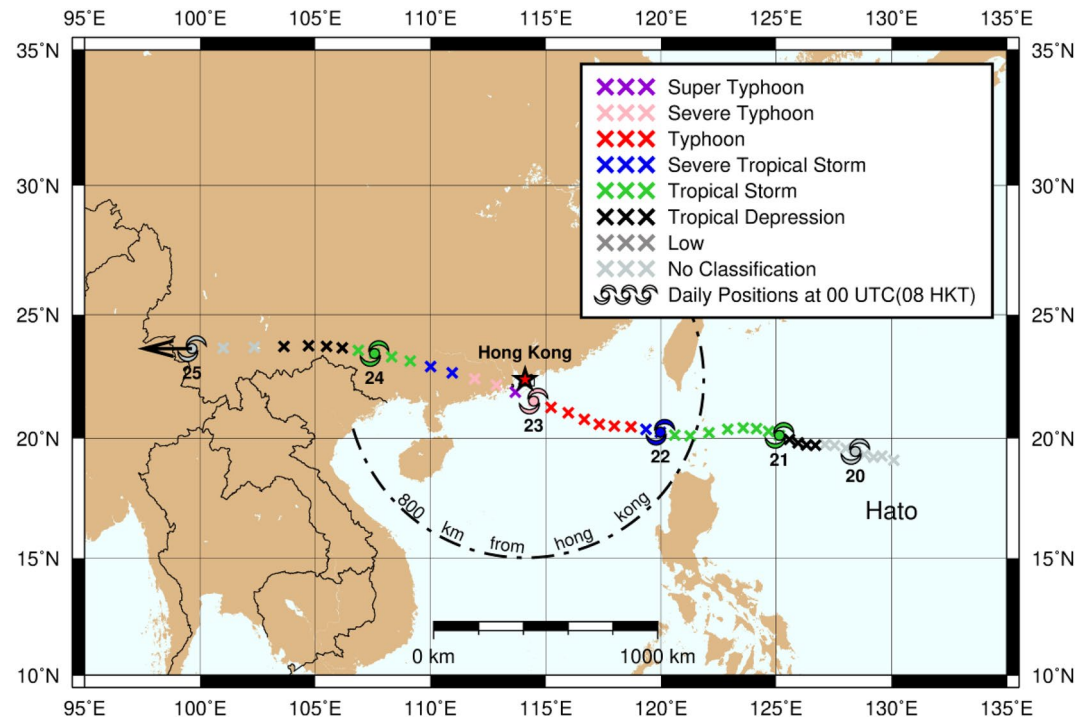 95°E 100°E 105°E 110°E 115°E 120°E 125°E 130°E 135°E
35°N 35°N
Super Typhoon
Severe Typhoon
Typhoon
Severe Tropical Storm
Tropical Storm
Tropical Depression
Low
No Classification
Daily Positions at 00 UTC(08 HKT)
30°N 30°N
25°N 25°N
Hong Kong
25
24
23
22
21
20
20°N 20°N
Hato
800 km from hong kong
15°N 15°N
0 km 1000 km
10°N 10°N
95°E 100°E 105°E 110°E 115°E 120°E 125°E 130°E 135°E